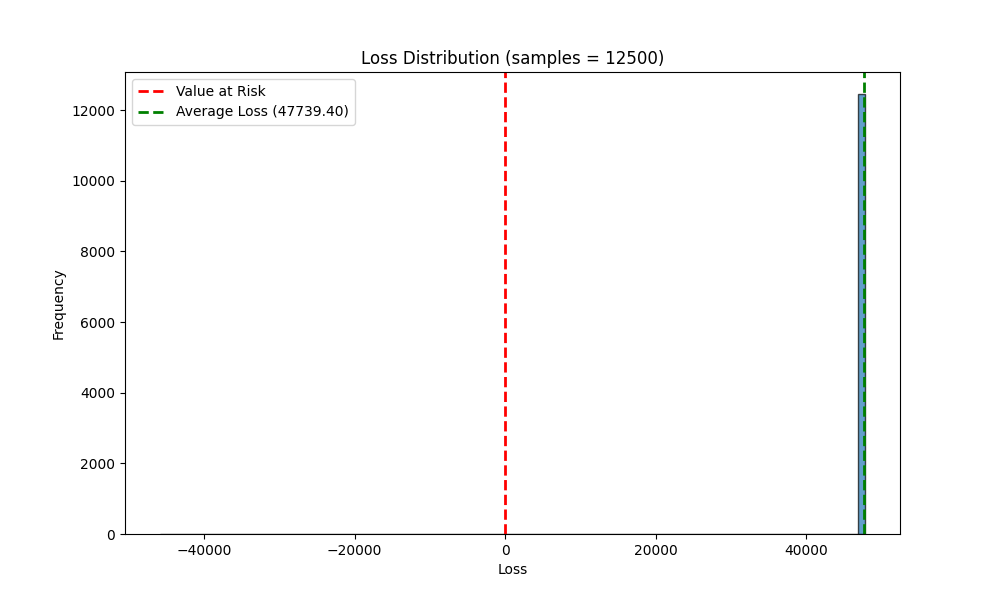 Loss Distribution (samples = 12500)
Value at Risk
Average Loss (47739.40)
12000
10000
8000
6000
4000
2000
0
Frequency
−40000
−20000
0
20000
40000
Loss